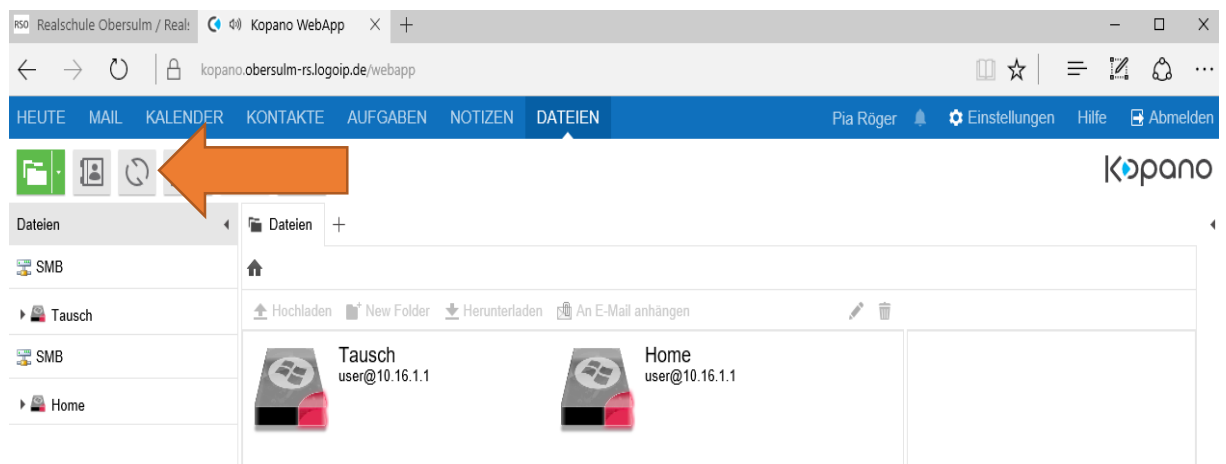 RSO Realschule Obersulm / Reals
Kopano WebApp
kopano.obersulm-rs.logoip.de/webapp
HEUTE MAIL KALENDER KONTAKTE AUFGABEN NOTIZEN DATEIEN Pia Röger Einstellungen Hilfe Abmelden
Kopano
Dateien
Dateien
SMB
Tausch
SMB
Home
Hochladen New Folder Herunterladen An E-Mail anhängen
Tausch
user@10.16.1.1
Home
user@10.16.1.1